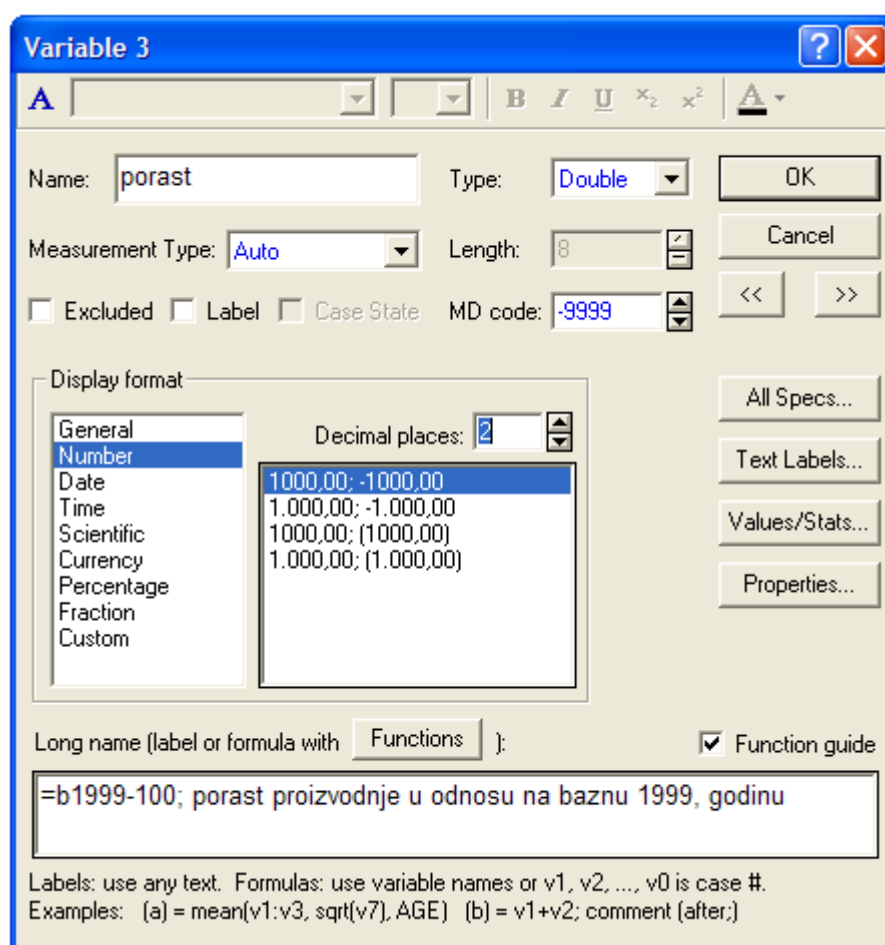 Variable 3
A B I U x₂ x² A
Name: porast Type: Double OK
Measurement Type: Auto Length: 8 Cancel
Excluded Label Case State MD code: -9999 << >>
Display format
All Specs...
General Decimal places: 2
Number
Date 1000,00; -1000,00
Time 1.000,00; -1.000,00
Scientific 1000,00; (1000,00)
Currency 1.000,00; (1.000,00)
Percentage
Fraction
Custom
Text Labels...
Values/Stats...
Properties...
Long name (label or formula with Functions ): Function guide
=b1999-100; porast proizvodnje u odnosu na baznu 1999, godinu
Labels: use any text. Formulas: use variable names or v1, v2, ..., v0 is case #.
Examples: (a) = mean(v1:v3, sqrt(v7), AGE) (b) = v1+v2; comment (after;)